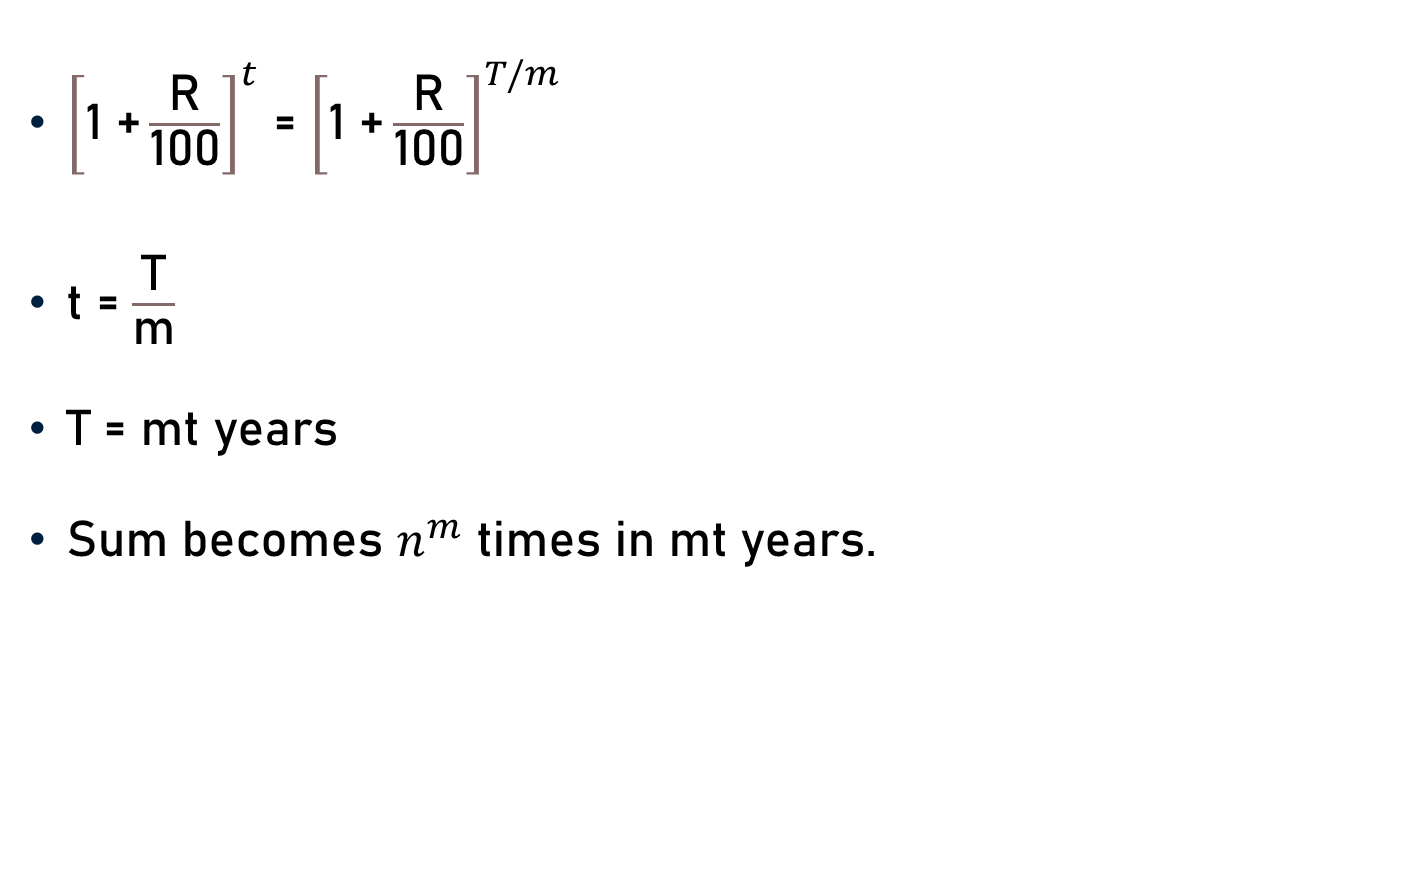 • [1 + R/100]^t = [1 + R/100]^{T/m}
• t = T/m
• T = mt years
• Sum becomes n^m times in mt years.